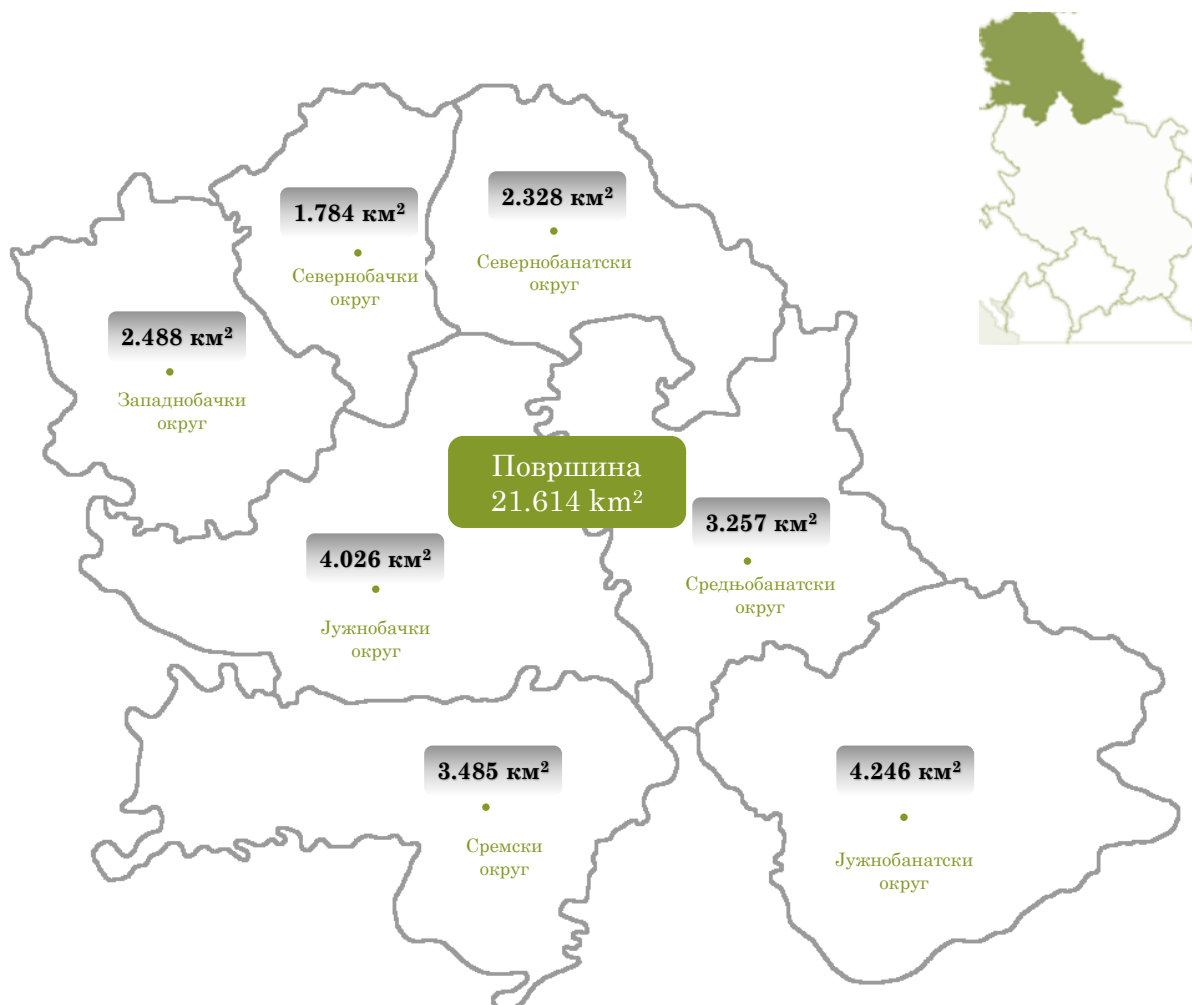 1.784 км²
Севернобачки
округ
2.328 км²
Севернобанатски
округ
2.488 км²
Западнобачки
округ
Површина
21.614 km²
4.026 км²
Јужнобачки
округ
3.257 км²
Средњобанатски
округ
3.485 км²
Сремски
округ
4.246 км²
Јужнобанатски
округ